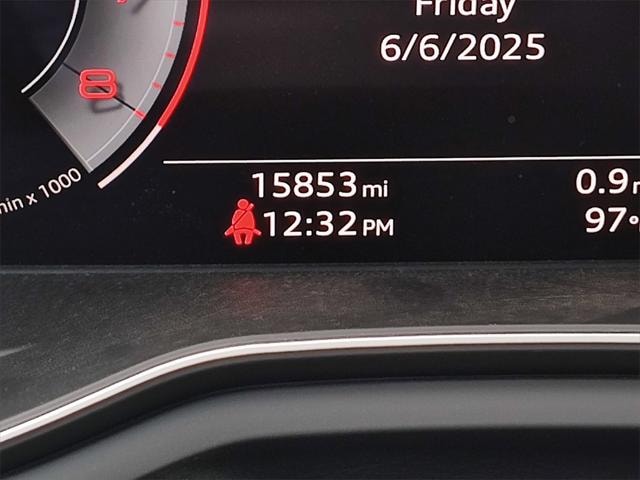 Friday
6/6/2025
8
min x 1000
15853 mi
0.9
12:32 PM
97°